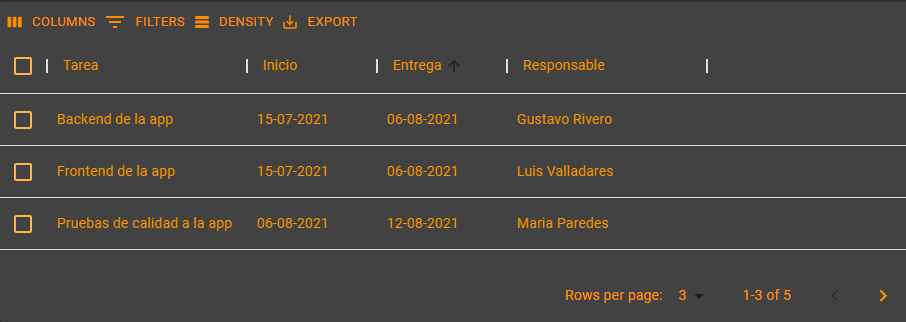 COLUMNS FILTERS DENSITY EXPORT
Tarea Inicio Entrega Responsable
Backend de la app 15-07-2021 06-08-2021 Gustavo Rivero
Frontend de la app 15-07-2021 06-08-2021 Luis Valladares
Pruebas de calidad a la app 06-08-2021 12-08-2021 Maria Paredes
Rows per page: 3 1-3 of 5